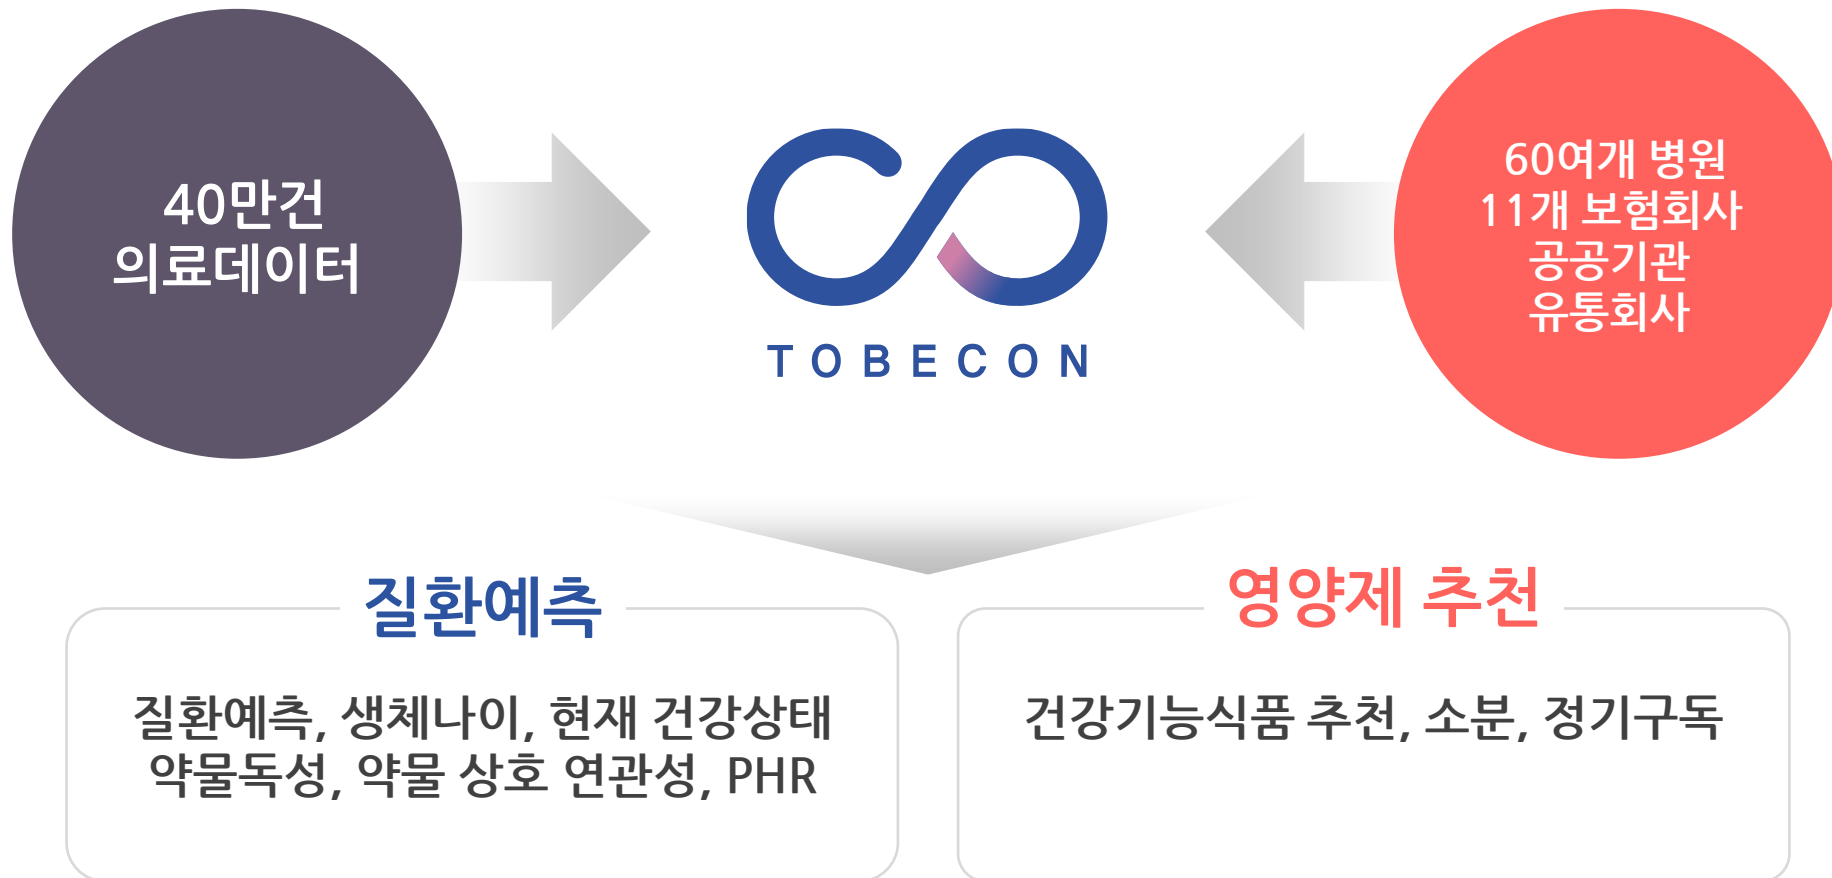 40만건
의료데이터
TOBECON
60여개 병원
11개 보험회사
공공기관
유통회사
질환예측
질환예측, 생체나이, 현재 건강상태
약물독성, 약물 상호 연관성, PHR
영양제 추천
건강기능식품 추천, 소분, 정기구독